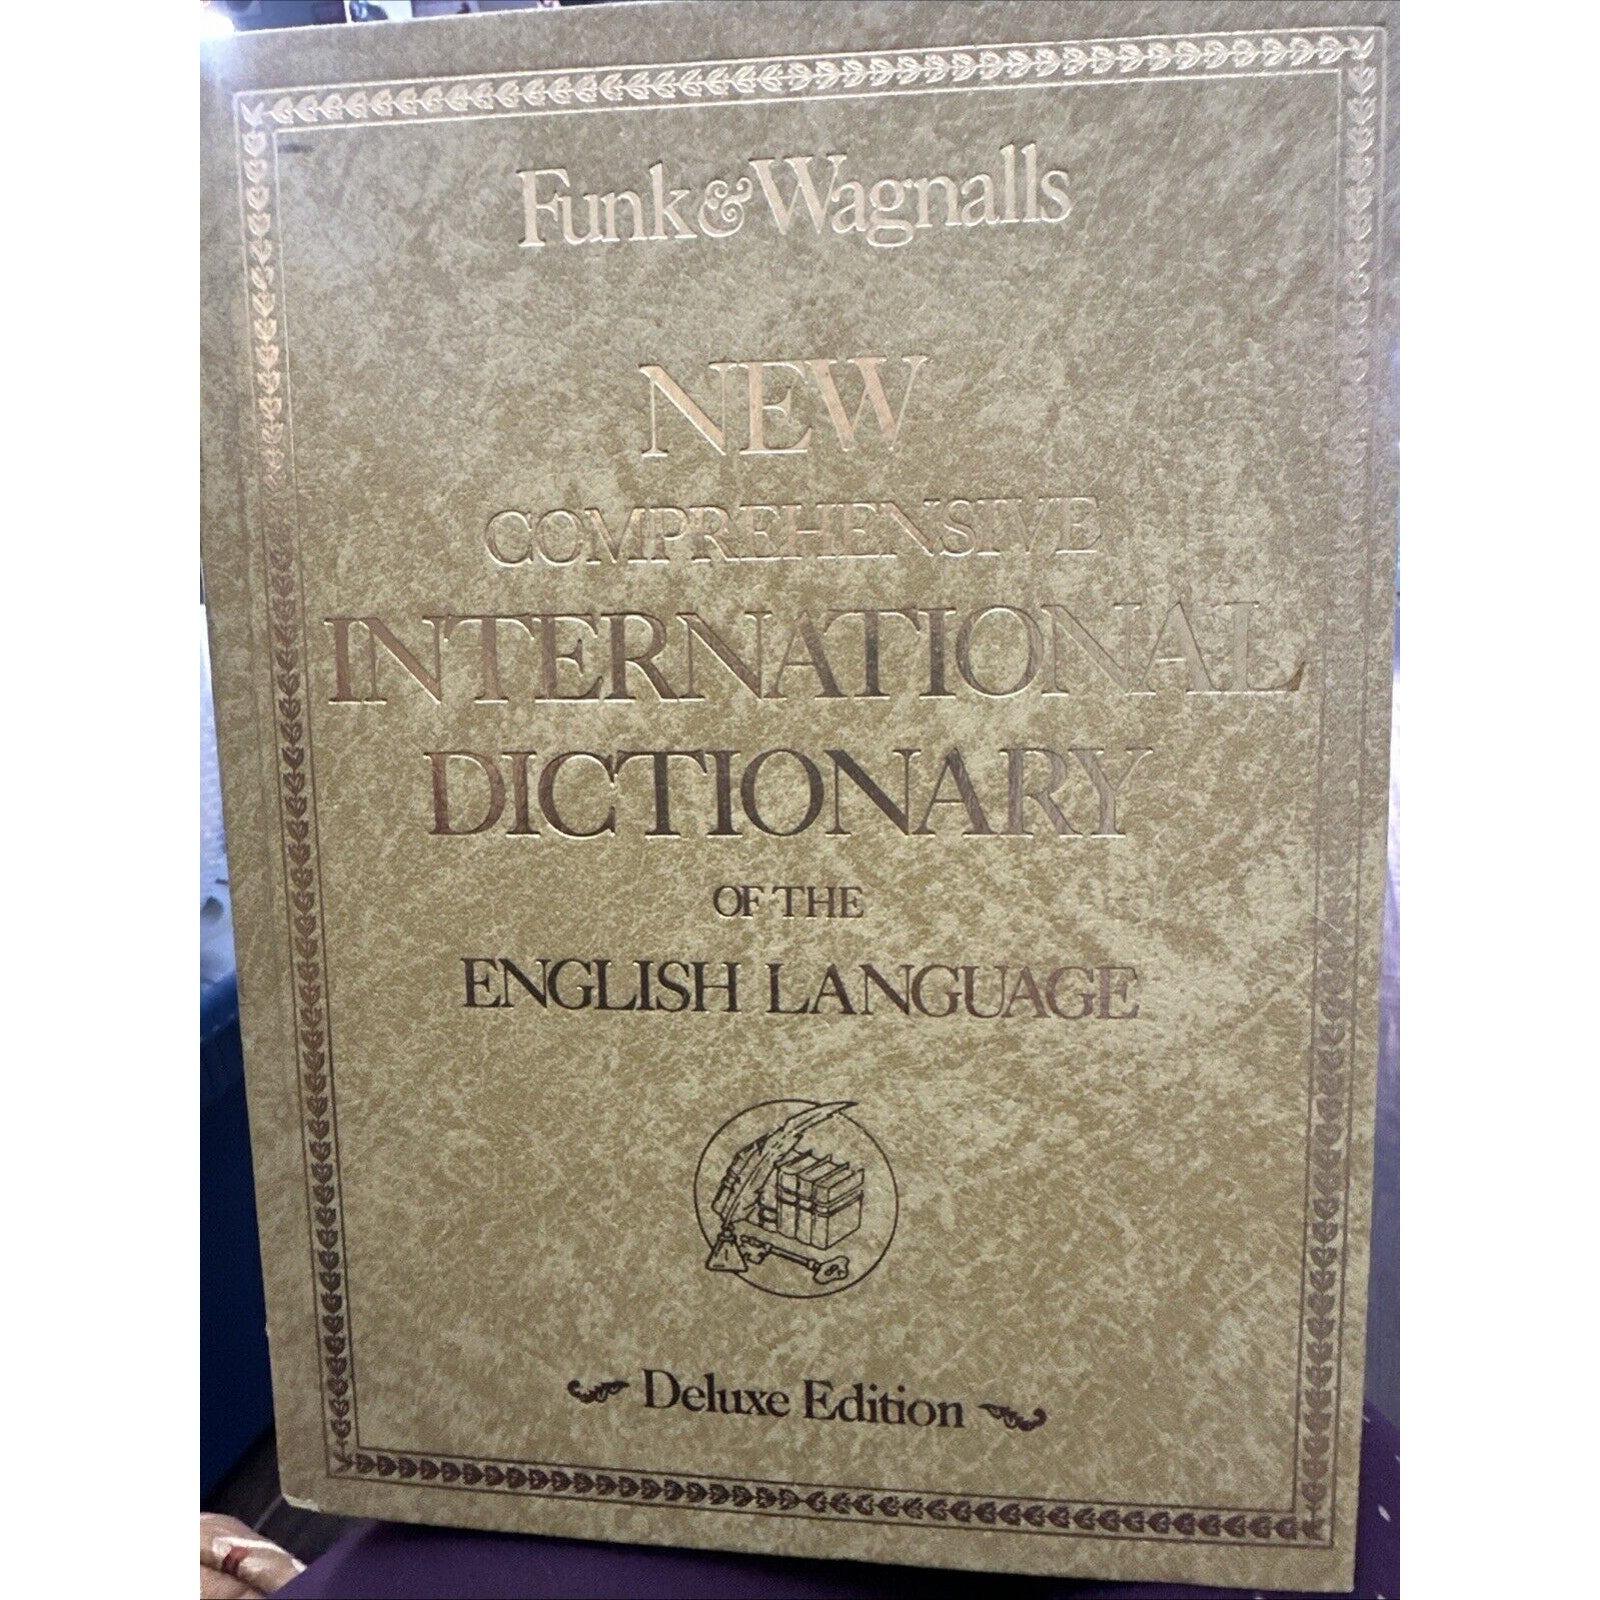 Funk & Wagnalls
NEW
COMPREHENSIVE
INTERNATIONAL
DICTIONARY
OF THE
ENGLISH LANGUAGE
Deluxe Edition